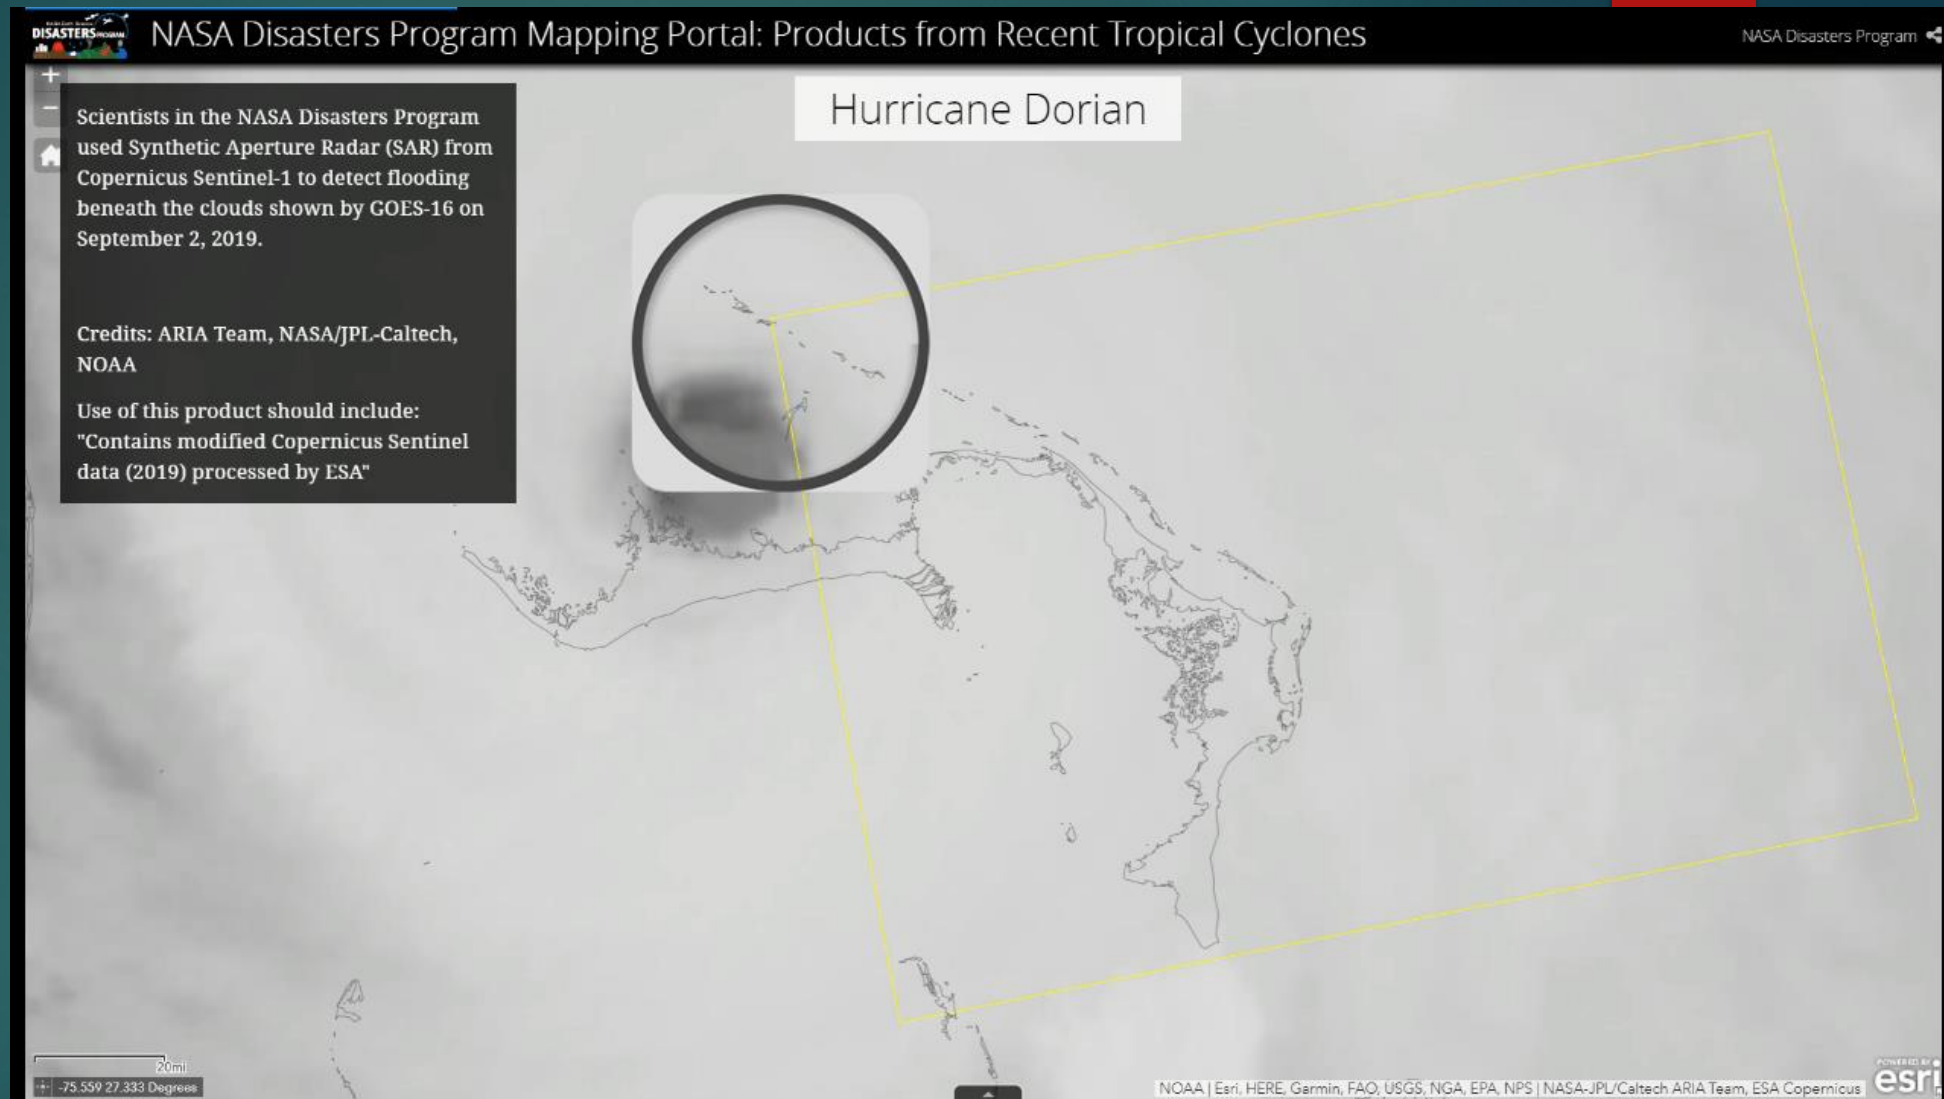 DISASTERS PROGRAM
NASA Disasters Program Mapping Portal: Products from Recent Tropical Cyclones
NASA Disasters Program
+
−
Hurricane Dorian
Scientists in the NASA Disasters Program
used Synthetic Aperture Radar (SAR) from
Copernicus Sentinel-1 to detect flooding
beneath the clouds shown by GOES-16 on
September 2, 2019.
Credits: ARIA Team, NASA/JPL-Caltech,
NOAA
Use of this product should include:
"Contains modified Copernicus Sentinel
data (2019) processed by ESA"
20mi
-75.559 27.333 Degrees
NOAA | Esri, HERE, Garmin, FAO, USGS, NGA, EPA, NPS | NASA-JPL/Caltech ARIA Team, ESA Copernicus
POWERED BY
esri